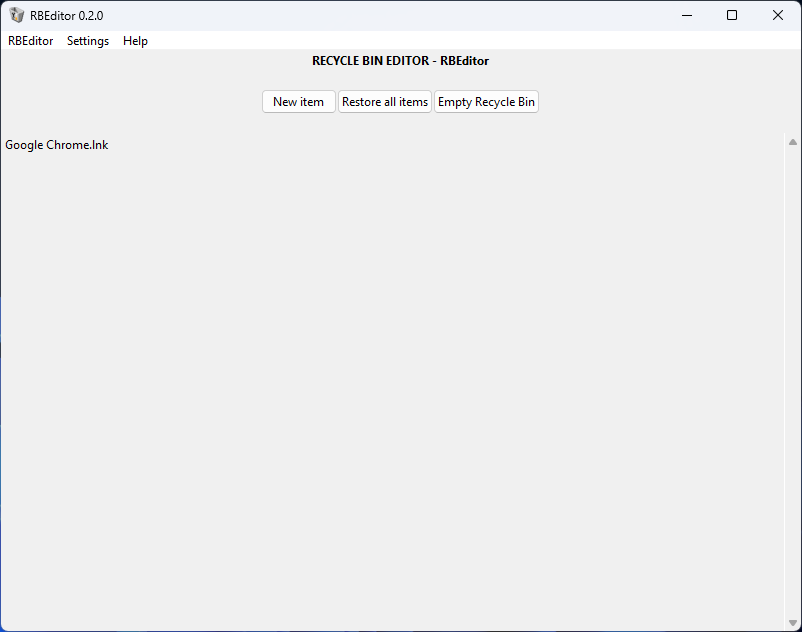 RBEditor 0.2.0
RBEditor Settings Help
RECYCLE BIN EDITOR - RBEditor
New item Restore all items Empty Recycle Bin
Google Chrome.lnk